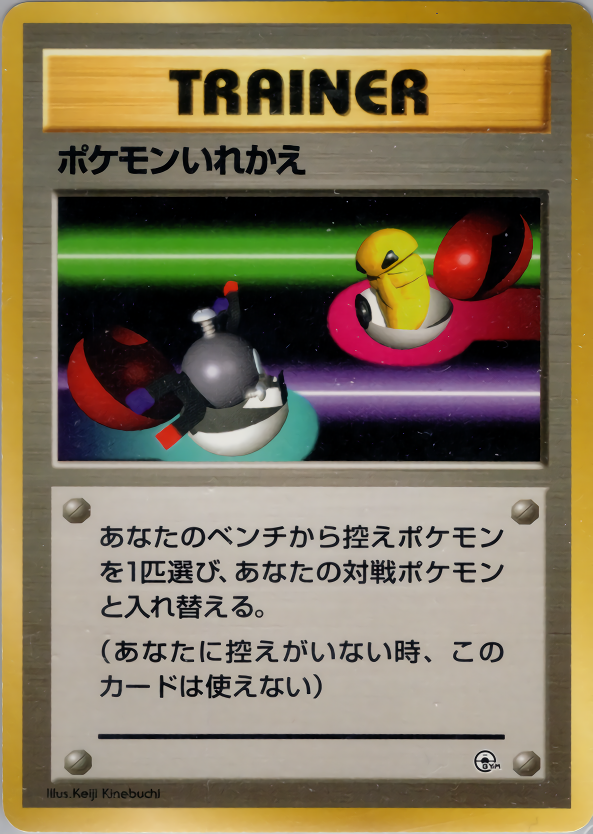 TRAINER
ポケモンいれかえ
あなたのベンチから控えポケモン
を1匹選び、あなたの対戦ポケモン
と入れ替える。
(あなたに控えがいない時、この
カードは使えない)
GYM
Illus.Keiji Kinebuchi